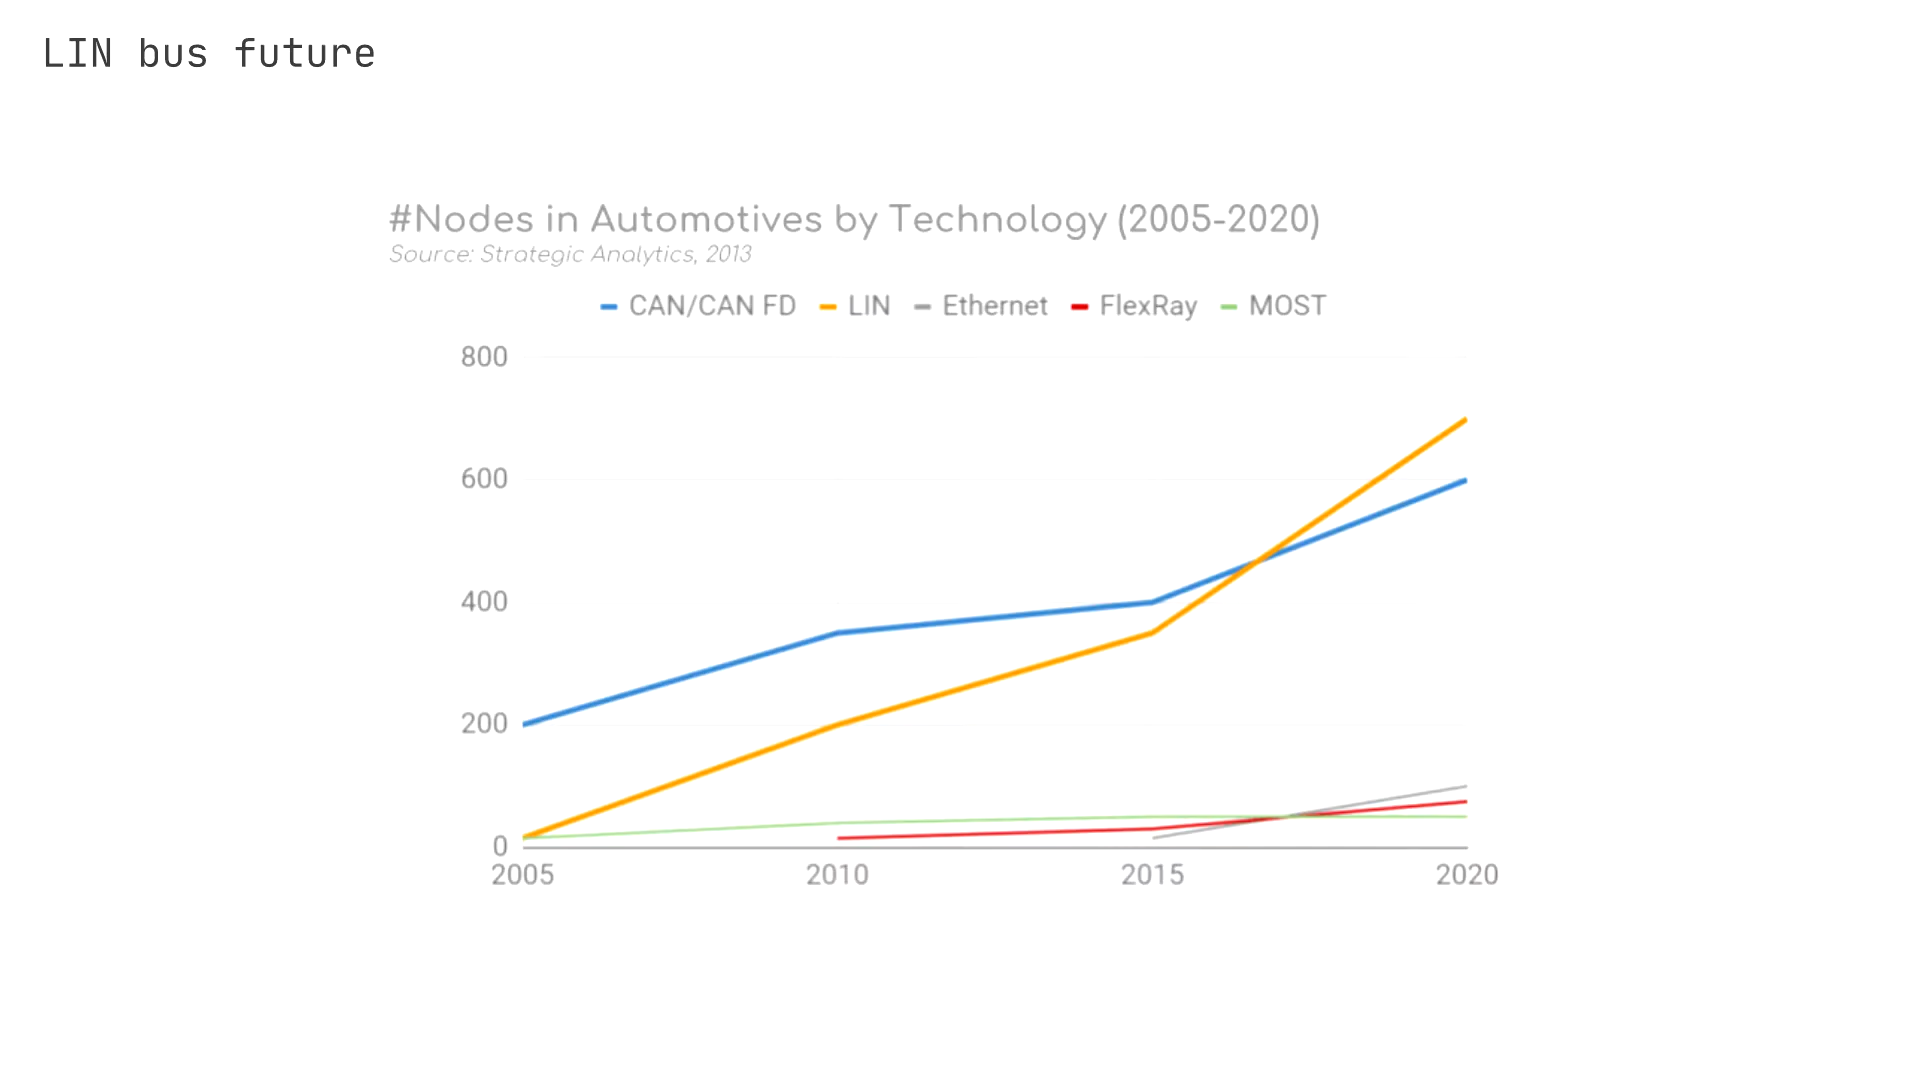 LIN bus future
#Nodes in Automotives by Technology (2005-2020)
Source: Strategic Analytics, 2013
CAN/CAN FD LIN Ethernet FlexRay MOST
800
600
400
200
0
2005 2010 2015 2020